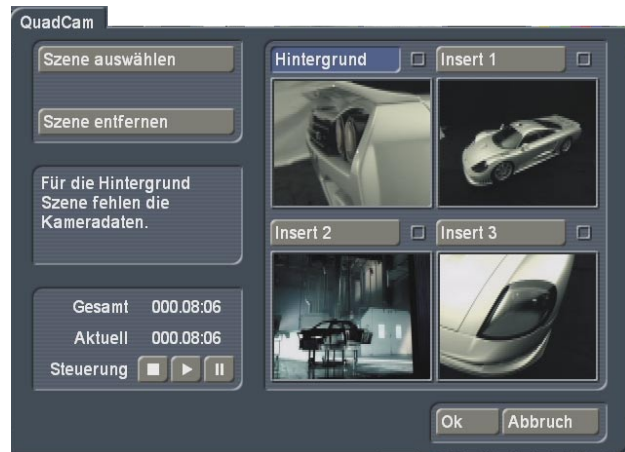 QuadCam
Szene auswählen
Szene entfernen
Für die Hintergrund
Szene fehlen die
Kameradaten.
Gesamt 000.08:06
Aktuell 000.08:06
Steuerung
Hintergrund
Insert 1
Insert 2
Insert 3
Ok
Abbruch